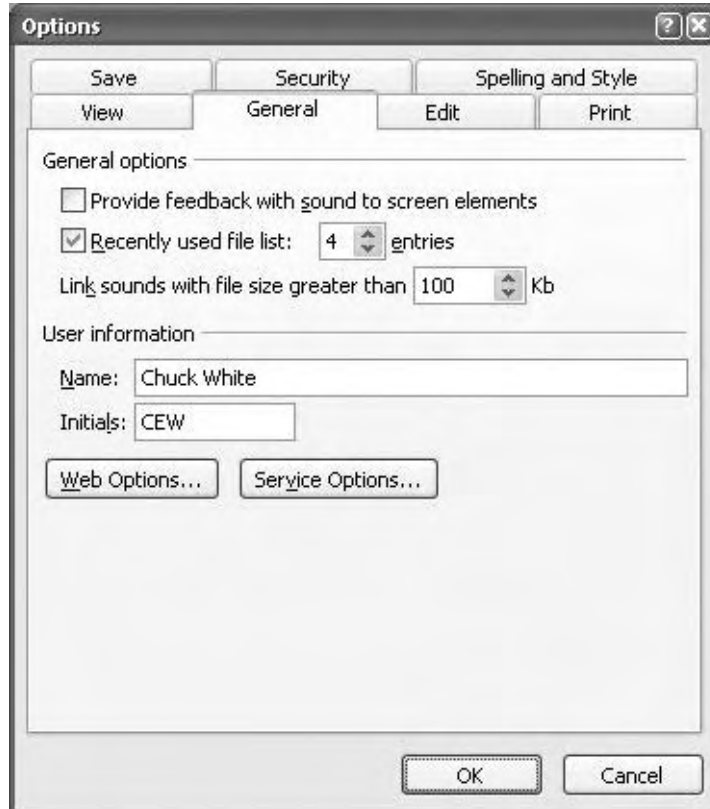 Options
Save Security Spelling and Style
View General Edit Print
General options
Provide feedback with sound to screen elements
Recently used file list: 4 entries
Link sounds with file size greater than 100 Kb
User information
Name: Chuck White
Initials: CEW
Web Options... Service Options...
OK Cancel